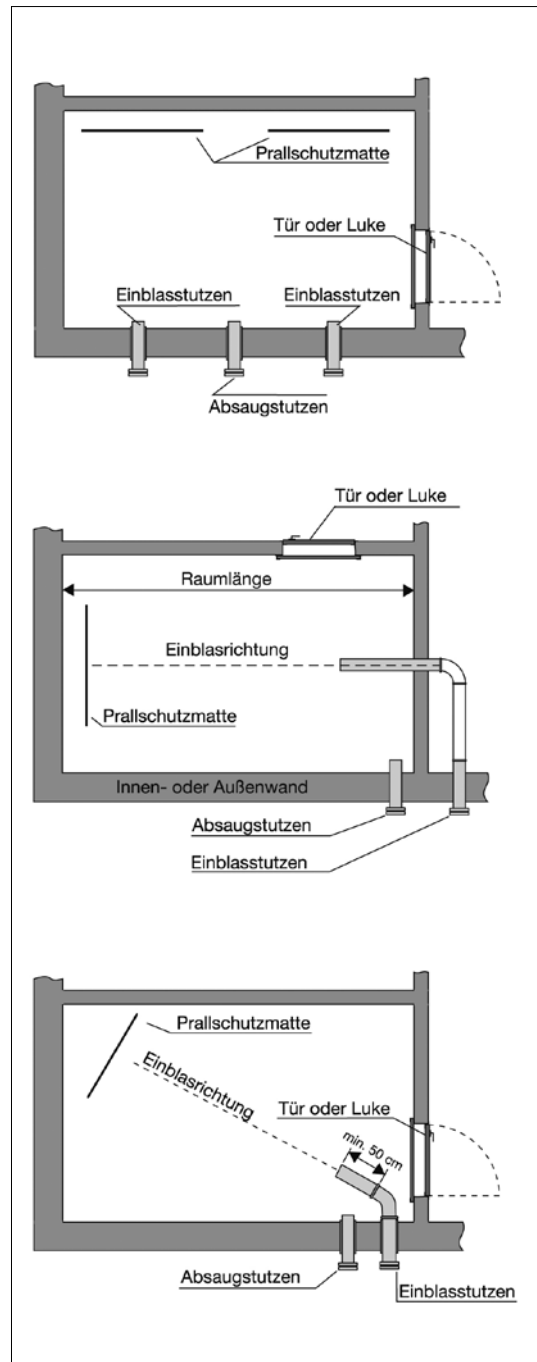 Prallschutzmatte
Tür oder Luke
Einblasstutzen
Einblasstutzen
Absaugstutzen
Tür oder Luke
Raumlänge
Einblasrichtung
Prallschutzmatte
Innen- oder Außenwand
Absaugstutzen
Einblasstutzen
Prallschutzmatte
Einblasrichtung
Tür oder Luke
min. 50 cm
Absaugstutzen
Einblasstutzen